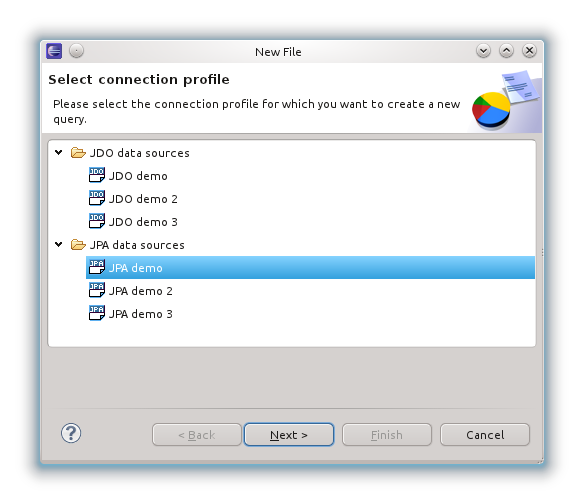 New File
Select connection profile
Please select the connection profile for which you want to create a new
query.
JDO data sources
JDO JDO demo
JDO JDO demo 2
JDO JDO demo 3
JPA data sources
JPA JPA demo
JPA JPA demo 2
JPA JPA demo 3
?
< Back
Next >
Finish
Cancel